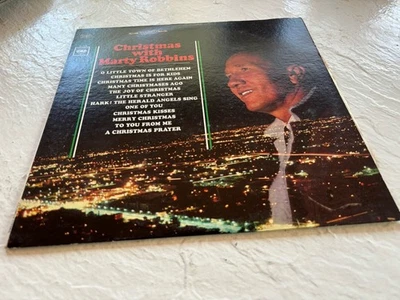 Christmas
with
Marty Robbins
O LITTLE TOWN OF BETHLEHEM
CHRISTMAS IS FOR KIDS
CHRISTMAS TIME IS HERE AGAIN
MANY CHRISTMASES AGO
THE JOY OF CHRISTMAS
LITTLE STRANGER
HARK! THE HERALD ANGELS SING
ONE OF YOU
CHRISTMAS KISSES
MERRY CHRISTMAS
TO YOU FROM ME
A CHRISTMAS PRAYER